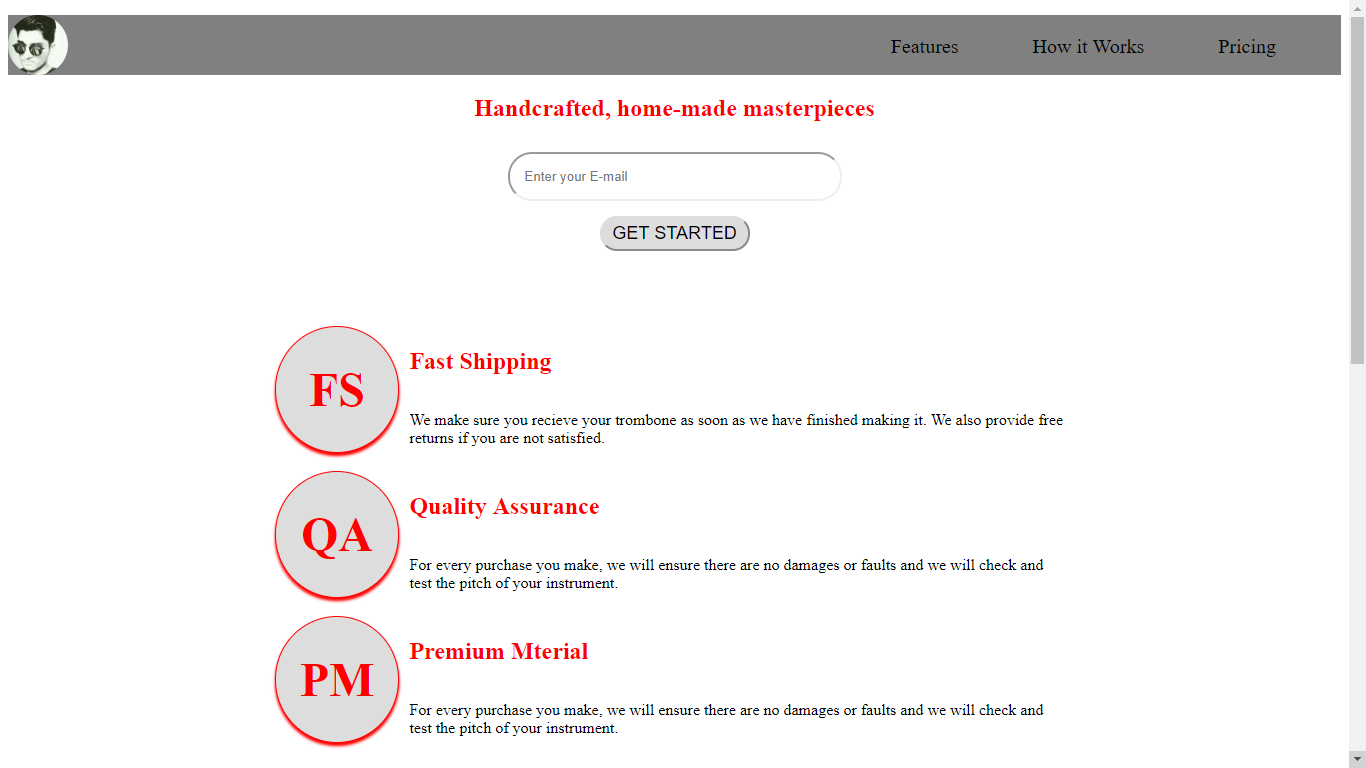 Features How it Works Pricing
Handcrafted, home-made masterpieces
Enter your E-mail
GET STARTED
FS
Fast Shipping
We make sure you recieve your trombone as soon as we have finished making it. We also provide free
returns if you are not satisfied.
QA
Quality Assurance
For every purchase you make, we will ensure there are no damages or faults and we will check and
test the pitch of your instrument.
PM
Premium Mterial
For every purchase you make, we will ensure there are no damages or faults and we will check and
test the pitch of your instrument.